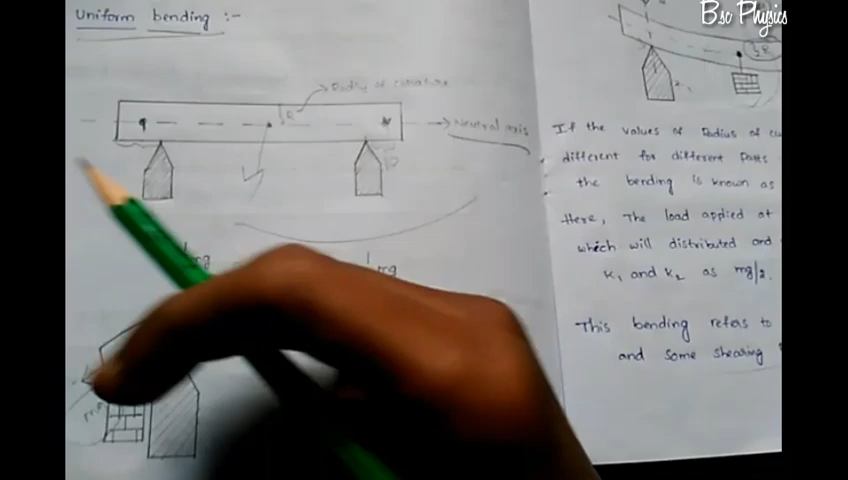 Uniform bending :-
Radius of curvature
R
Neutral axis
mg
mg
Bsc Physics
If the values of Radius of
different for different Parts
the bending is known as
Here, The load applied at
which will distributed and
K1 and K2 as mg/2.
This bending refers to
and some shearing